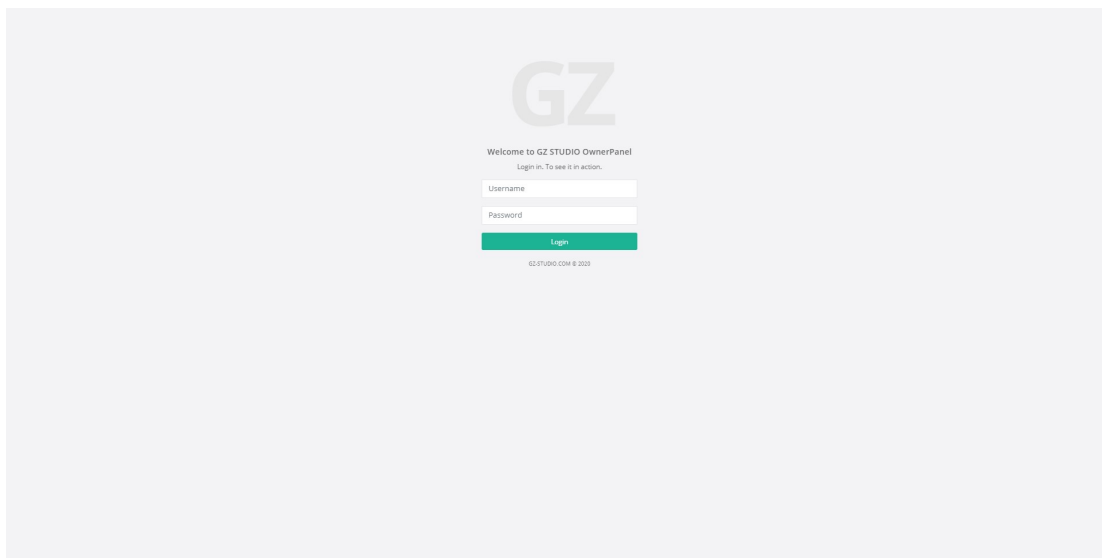 GZ
Welcome to GZ STUDIO OwnerPanel
Login in. To see it in action.
Username
Password
Login
GZ-STUDIO.COM © 2020